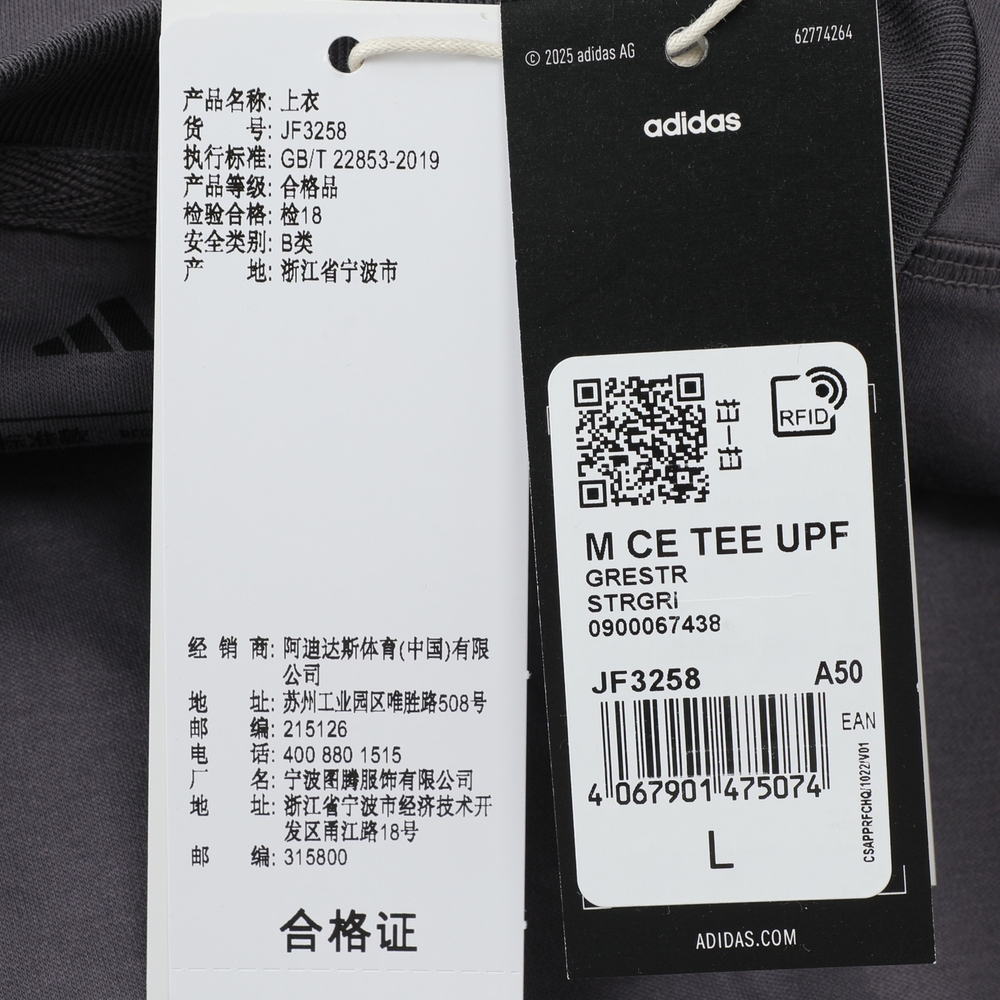 产品名称: 上衣
货 号: JF3258
执行标准: GB/T 22853-2019
产品等级: 合格品
检验合格: 检18
安全类别: B类
产 地: 浙江省宁波市
经 销 商: 阿迪达斯体育(中国)有限
公司
地 址: 苏州工业园区唯胜路508号
邮 编: 215126
电 话: 400 880 1515
厂 名: 宁波图腾服饰有限公司
地 址: 浙江省宁波市经济技术开
发区甬江路18号
邮 编: 315800
合格证
© 2025 adidas AG
62774264
adidas
扫一扫
RFID
M CE TEE UPF
GRESTR
STRGRI
0900067438
JF3258 A50
EAN
4 067901 475074
CSAPPRFCHQ/1022/V01
L
ADIDAS.COM
标准款